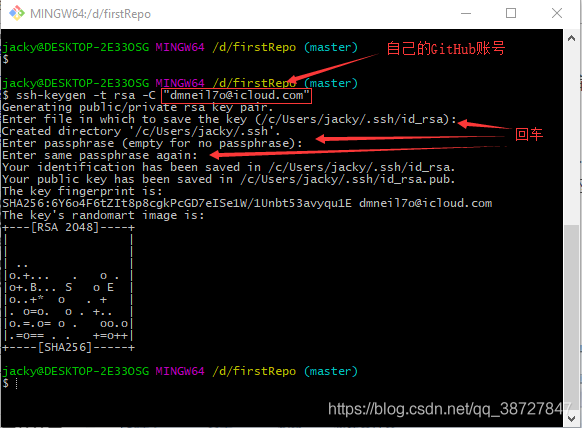 MINGW64:/d/firstRepo
jacky@DESKTOP-2E33OSG MINGW64 /d/firstRepo (master)
$
自己的GitHub账号
jacky@DESKTOP-2E33OSG MINGW64 /d/firstRepo (master)
$ ssh-keygen -t rsa -C "dmneil7o@icloud.com"
Generating public/private rsa key pair.
Enter file in which to save the key (/c/Users/jacky/.ssh/id_rsa):
Created directory '/c/Users/jacky/.ssh'.
回车
Enter passphrase (empty for no passphrase):
Enter same passphrase again:
Your identification has been saved in /c/Users/jacky/.ssh/id_rsa.
Your public key has been saved in /c/Users/jacky/.ssh/id_rsa.pub.
The key fingerprint is:
SHA256:6Y6o4F6tZIt8p8cgkPcGD7eISe1W/1Unbt53avyqu1E dmneil7o@icloud.com
The key's randomart image is:
+---[RSA 2048]----+
|                 |
|                 |
| ..              |
|o.+...   .   o . |
|o+.B... S   o E  |
|o..+*  o   . +   |
|. o=o.  o . +..  |
|o.=.o= o .   oo.o|
|.=o== . .   +=o++|
+----[SHA256]-----+
jacky@DESKTOP-2E33OSG MINGW64 /d/firstRepo (master)
$
https://blog.csdn.net/qq_38727847